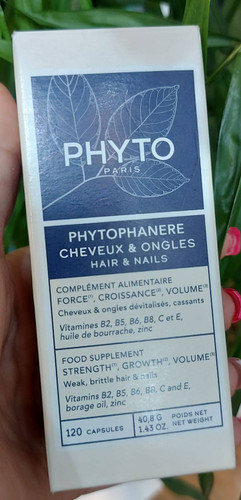 PHYTO
PARIS
PHYTOPHANERE
CHEVEUX & ONGLES
HAIR & NAILS
COMPLÉMENT ALIMENTAIRE
FORCE⁽¹⁾, CROISSANCE⁽²⁾, VOLUME⁽³⁾
Cheveux & ongles dévitalisés, cassants
Vitamines B2, B5, B6, B8, C et E,
huile de bourrache, zinc
FOOD SUPPLEMENT
STRENGTH⁽¹⁾, GROWTH⁽²⁾, VOLUME⁽³⁾
Weak, brittle hair & nails
Vitamins B2, B5, B6, B8, C and E,
borage oil, zinc
120 CAPSULES
40,8 G POIDS NET
1.43 OZ. NET WEIGHT